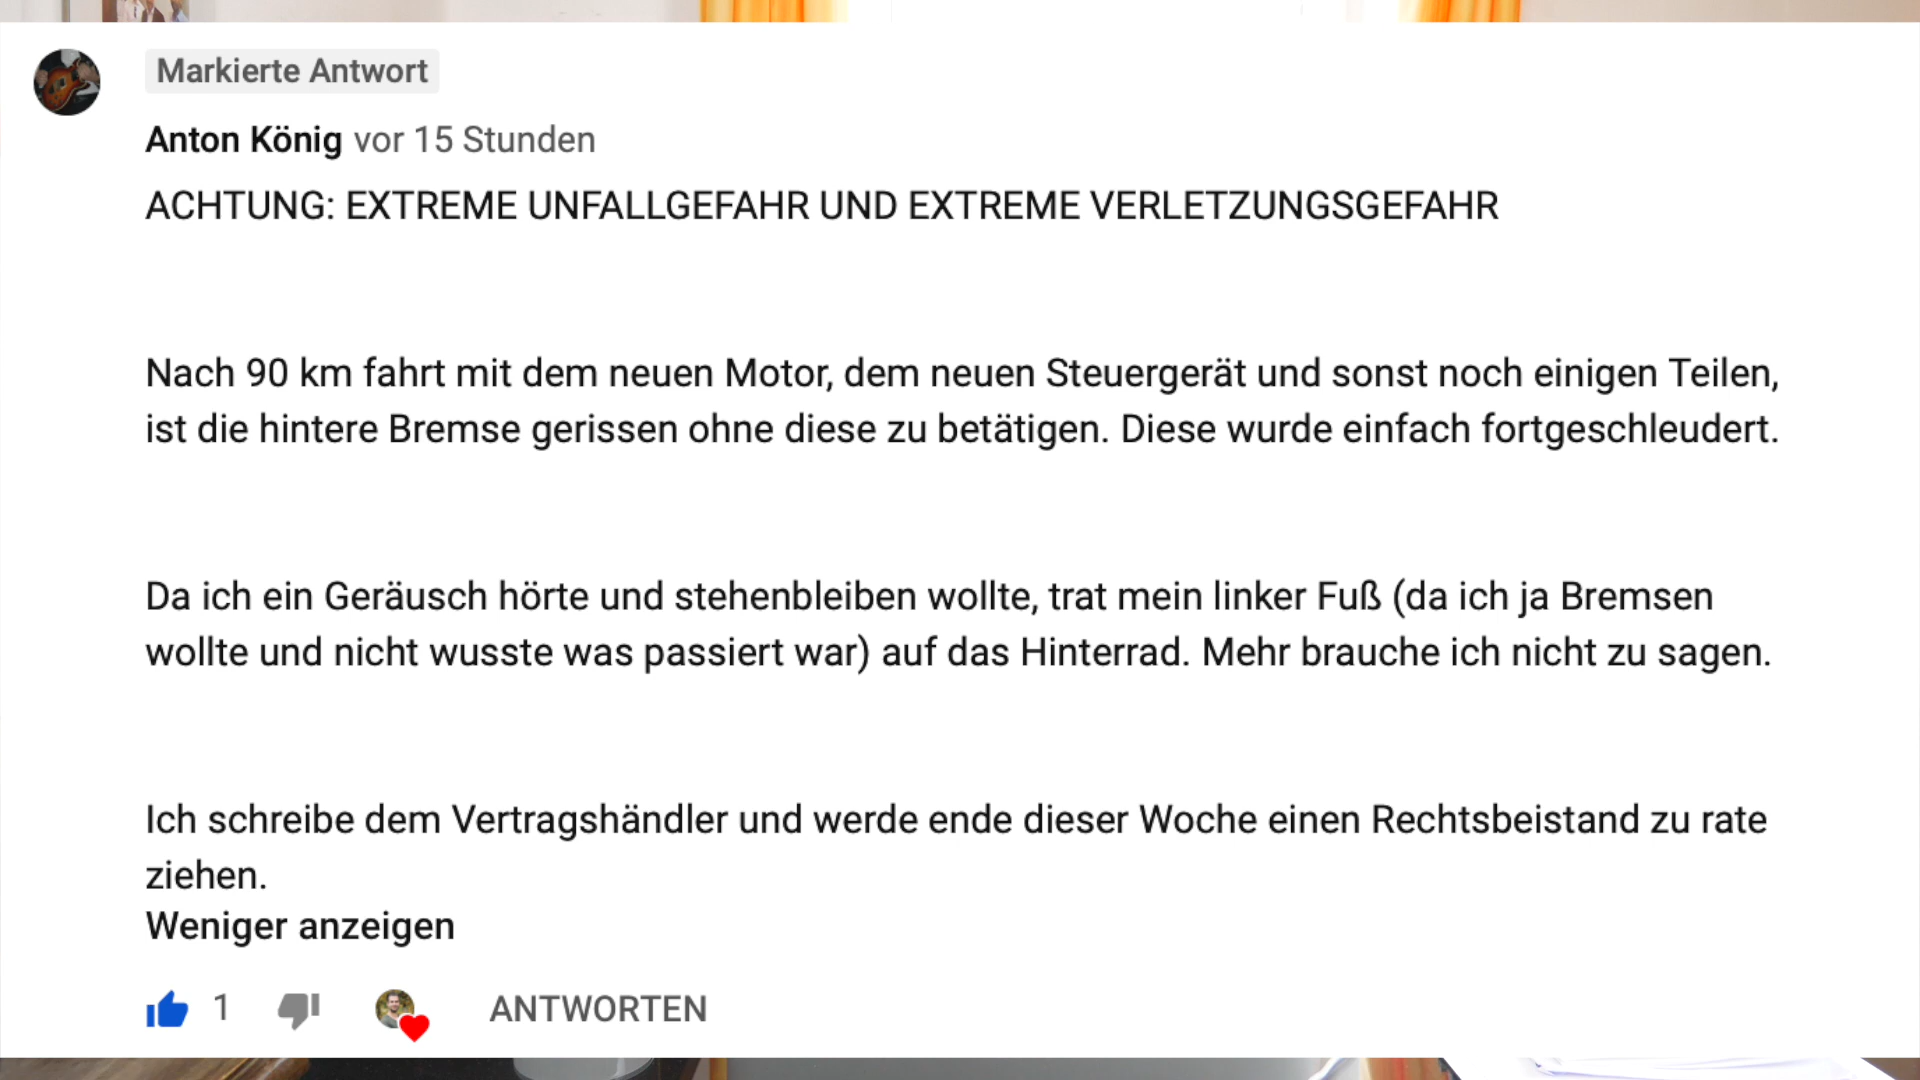 Markierte Antwort
Anton König vor 15 Stunden
ACHTUNG: EXTREME UNFALLGEFAHR UND EXTREME VERLETZUNGSGEFAHR
Nach 90 km fahrt mit dem neuen Motor, dem neuen Steuergerät und sonst noch einigen Teilen,
ist die hintere Bremse gerissen ohne diese zu betätigen. Diese wurde einfach fortgeschleudert.
Da ich ein Geräusch hörte und stehenbleiben wollte, trat mein linker Fuß (da ich ja Bremsen
wollte und nicht wusste was passiert war) auf das Hinterrad. Mehr brauche ich nicht zu sagen.
Ich schreibe dem Vertragshändler und werde ende dieser Woche einen Rechtsbeistand zu rate
ziehen.
Weniger anzeigen
1 ANTWORTEN